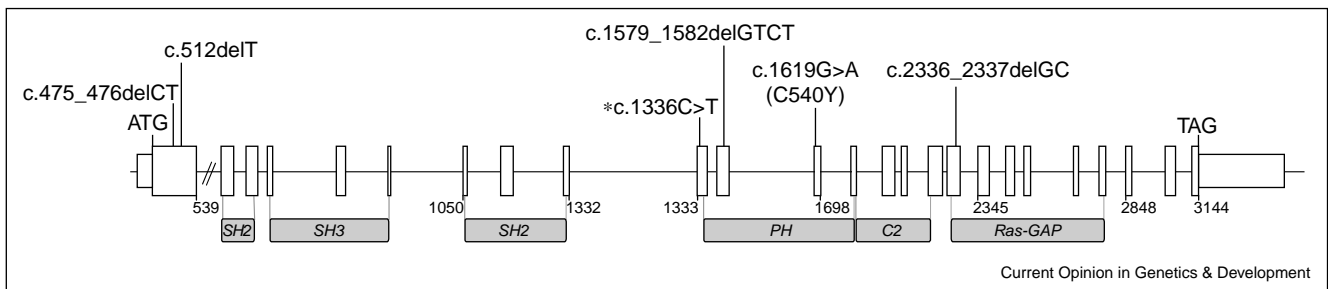 c.1579_1582delGTCT
c.512delT
c.1619G>A
c.2336_2337delGC
c.475_476delCT
(C540Y)
*c.1336C>T
ATG
TAG
539
1050
1332
1333
1698
2345
2848
3144
SH2
SH3
SH2
PH
C2
Ras-GAP
Current Opinion in Genetics & Development